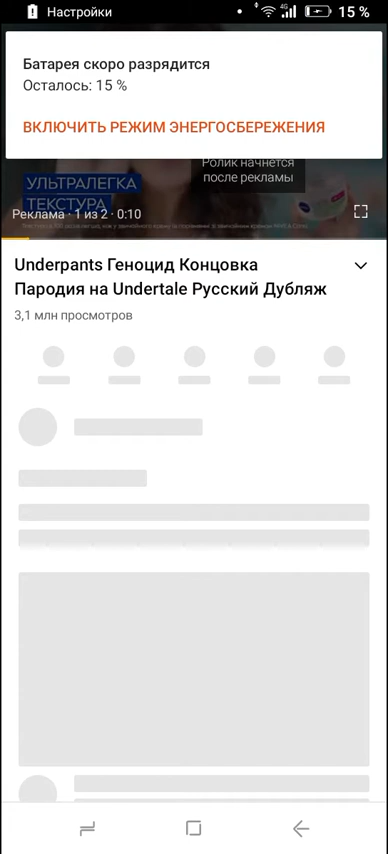 Настройки
4G
15 %
Батарея скоро разрядится
Осталось: 15 %
ВКЛЮЧИТЬ РЕЖИМ ЭНЕРГОСБЕРЕЖЕНИЯ
Ролик начнется
после рекламы
УЛЬТРАЛЕГКА
ТЕКСТУРА
Реклама · 1 из 2 · 0:10
Underpants Геноцид Концовка
Пародия на Undertale Русский Дубляж
3,1 млн просмотров